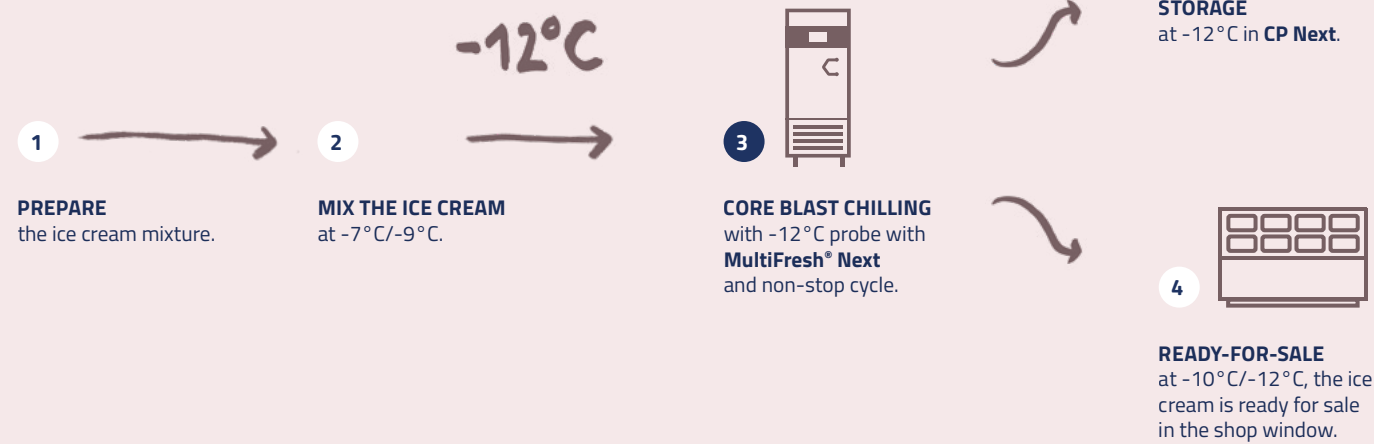 -12°C
1
PREPARE
the ice cream mixture.
2
MIX THE ICE CREAM
at -7°C/-9°C.
3
CORE BLAST CHILLING
with -12°C probe with
MultiFresh® Next
and non-stop cycle.
STORAGE
at -12°C in CP Next.
4
READY-FOR-SALE
at -10°C/-12°C, the ice
cream is ready for sale
in the shop window.